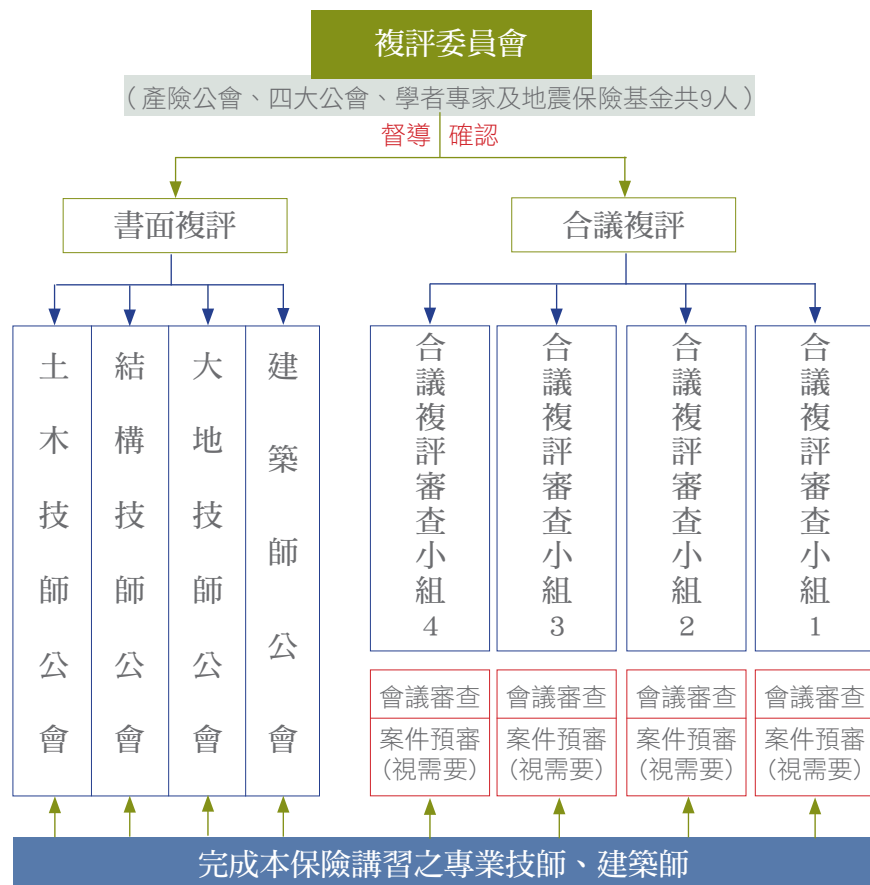 複評委員會
（產險公會、四大公會、學者專家及地震保險基金共9人）
督導 確認
書面複評
合議複評
土木技師公會
結構技師公會
大地技師公會
建築師公會
合議複評審查小組4
合議複評審查小組3
合議複評審查小組2
合議複評審查小組1
會議審查
案件預審
(視需要)
會議審查
案件預審
(視需要)
會議審查
案件預審
(視需要)
會議審查
案件預審
(視需要)
完成本保險講習之專業技師、建築師